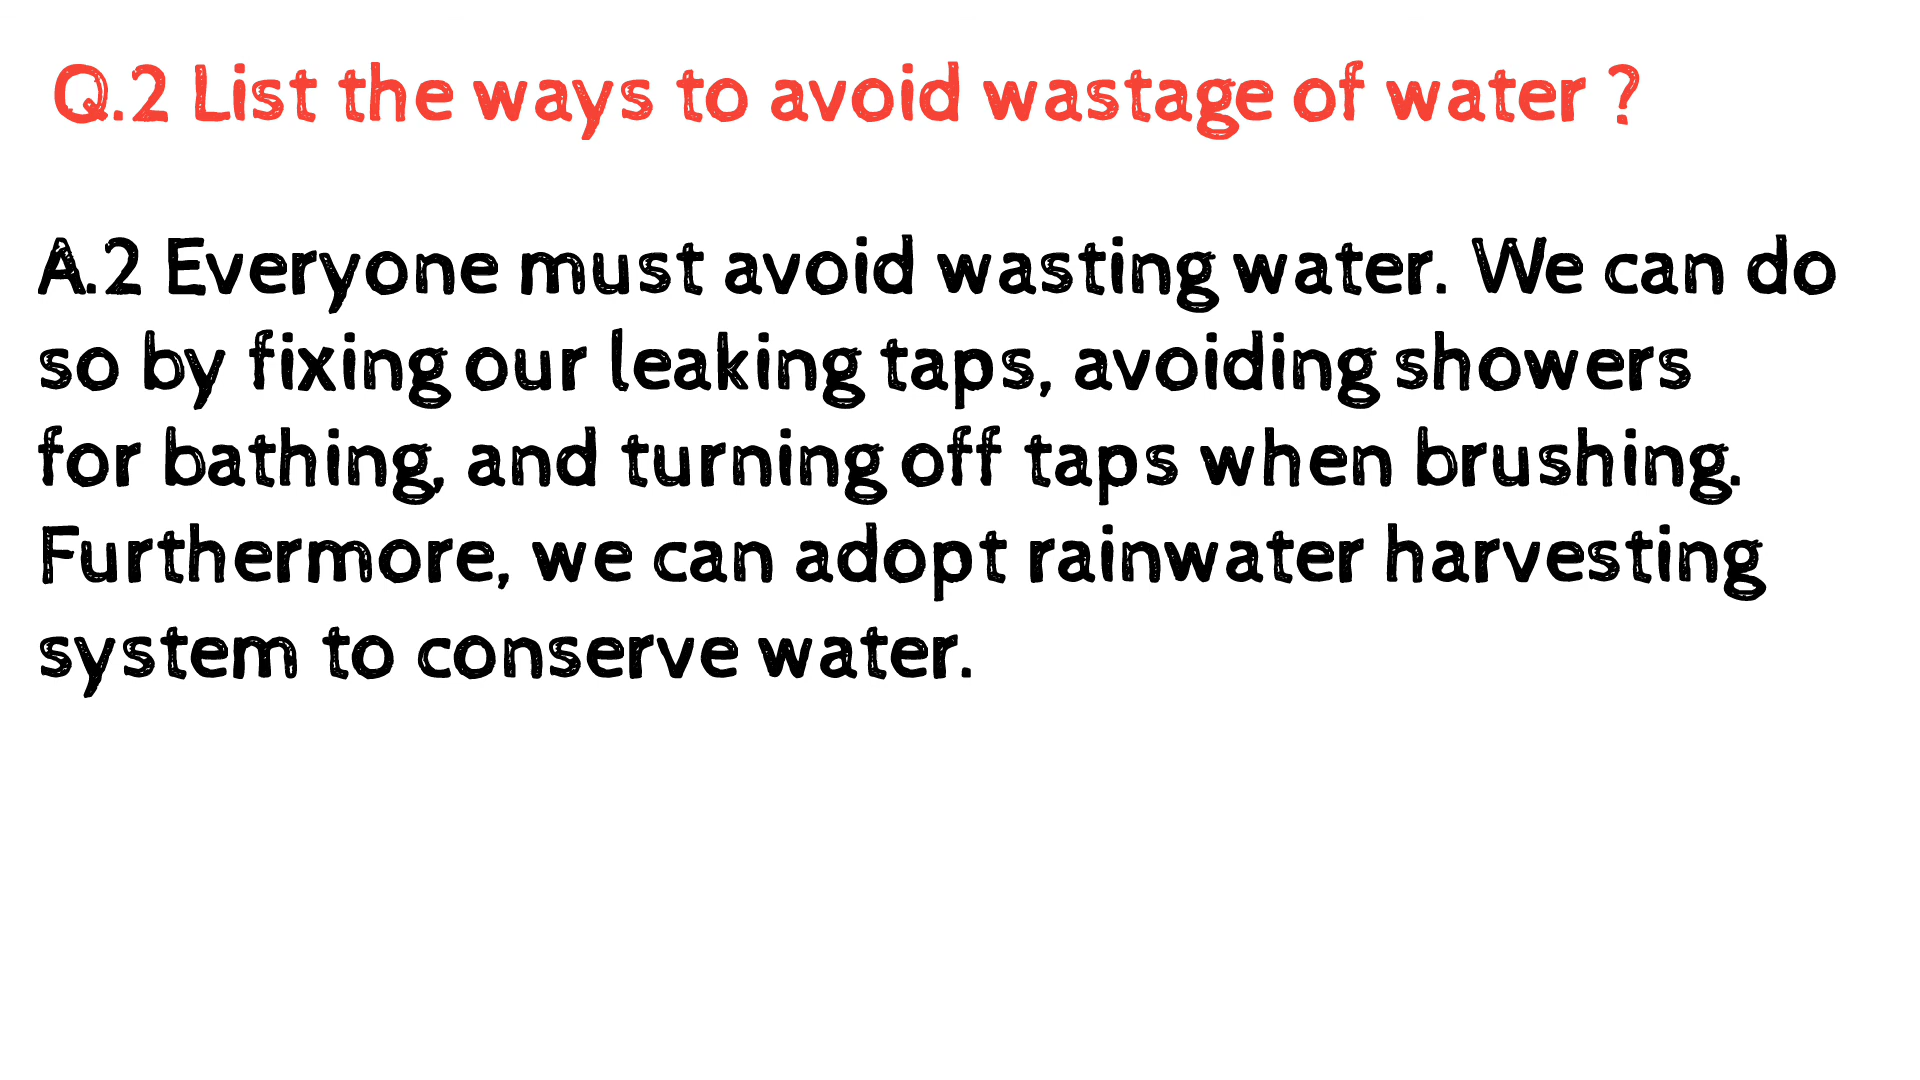 Q.2 List the ways to avoid wastage of water ?
A.2 Everyone must avoid wasting water. We can do
so by fixing our leaking taps, avoiding showers
for bathing, and turning off taps when brushing.
Furthermore, we can adopt rainwater harvesting
system to conserve water.